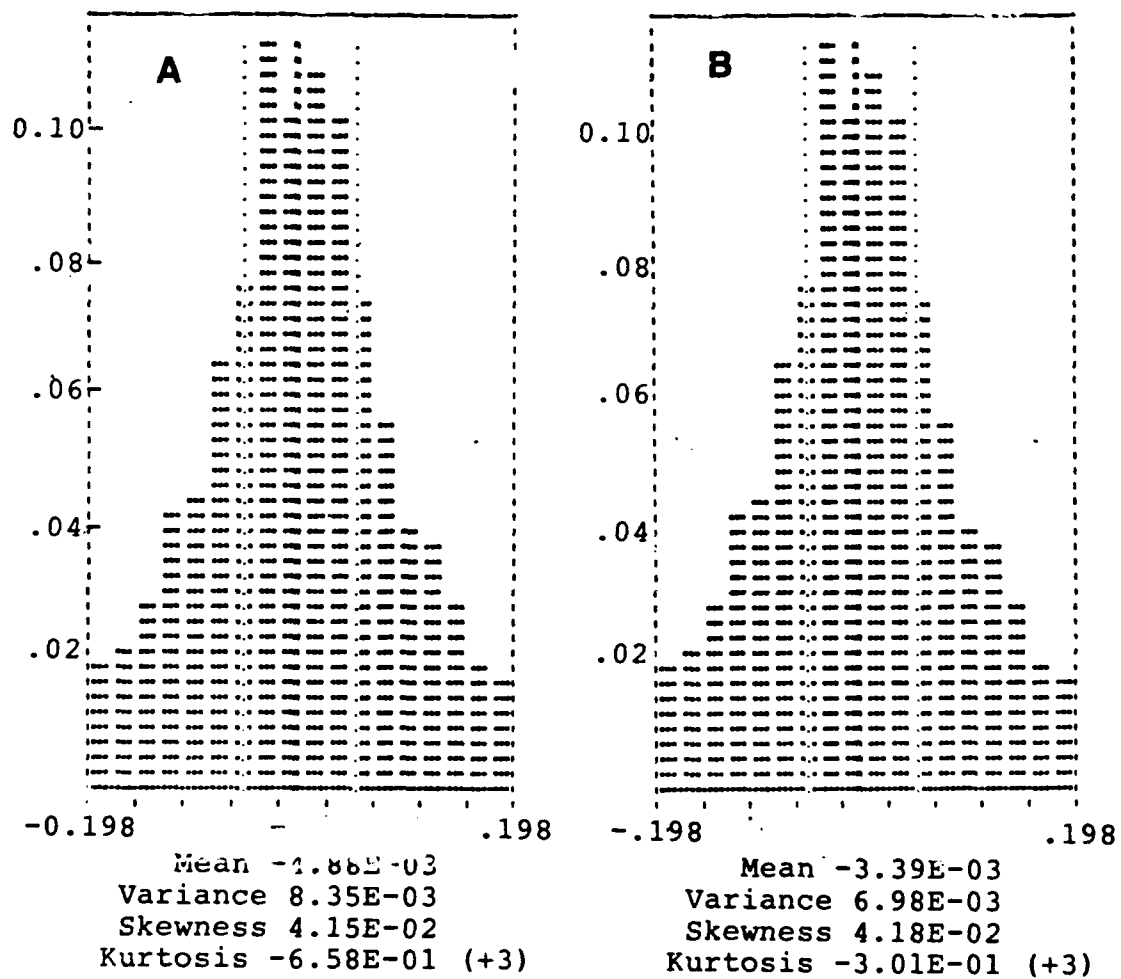 A
0.10
.08
.06
.04
.02
-0.198
.198
Mean
Variance 8.35E-03
Skewness 4.15E-02
Kurtosis -6.58E-01 (+3)
B
0.10
.08
.06
.04
.02
-.198
.198
Mean -3.39E-03
Variance 6.98E-03
Skewness 4.18E-02
Kurtosis -3.01E-01 (+3)